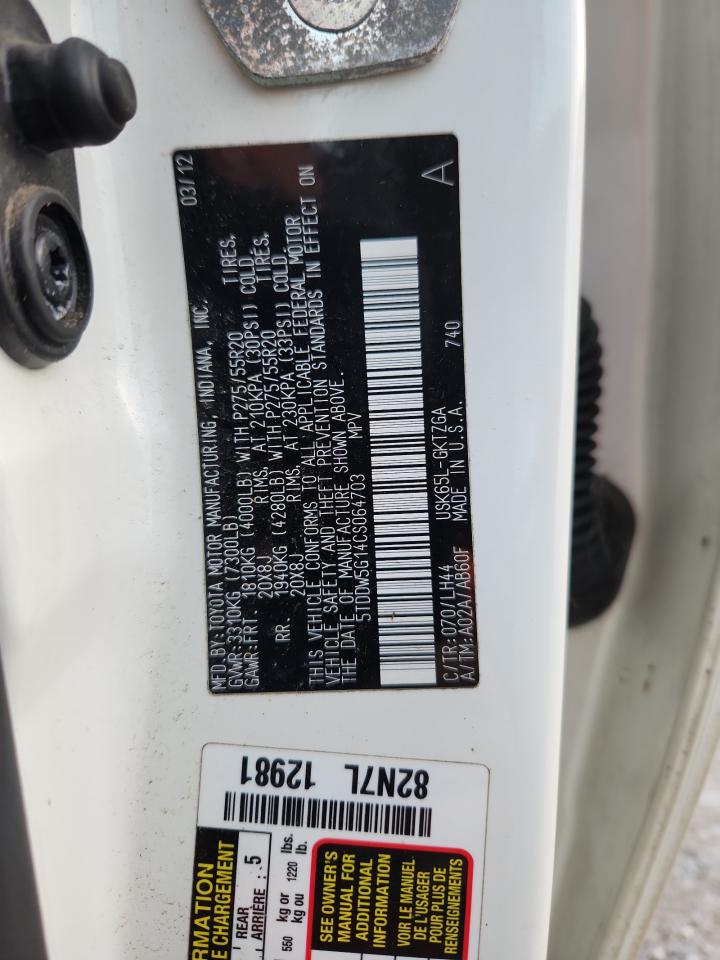 MFD.BY:TOYOTA MOTOR MANUFACTURING, INDIANA, INC. 03/12
GVWR:3310KG (7300LB)
GAWR:FRT 1810KG (4000LB) WITH P275/55R20 TIRES,
20X8J RIMS, AT 210KPA (30PSI) COLD.
RR. 1940KG (4280LB) WITH P275/55R20 TIRES,
20X8J RIMS, AT 230KPA (33PSI) COLD.
THIS VEHICLE CONFORMS TO ALL APPLICABLE FEDERAL MOTOR
VEHICLE SAFETY AND THEFT PREVENTION STANDARDS IN EFFECT ON
THE DATE OF MANUFACTURE SHOWN ABOVE.
5TDDW5G14CS064703 MPV
C/TR:070/LH44 USK65L-GKTZGA 740 A
A/TM:A02A/AB60F MADE IN U.S.A.
82N7L 12981
RMATION
E CHARGEMENT
REAR
ARRIÈRE : 5
550 kg or 1220 lbs.
kg ou lb.
SEE OWNER'S
MANUAL FOR
ADDITIONAL
INFORMATION
VOIR LE MANUEL
DE L'USAGER
POUR PLUS DE
RENSEIGNEMENTS